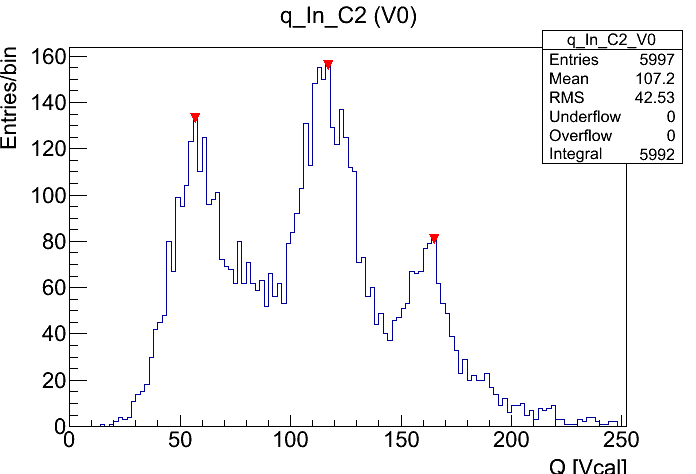 q_In_C2 (V0)
q_In_C2_V0
Entries 5997
Mean 107.2
RMS 42.53
Underflow 0
Overflow 0
Integral 5992
Entries/bin
160
140
120
100
80
60
40
20
0
0 50 100 150 200 250
Q [Vcal]